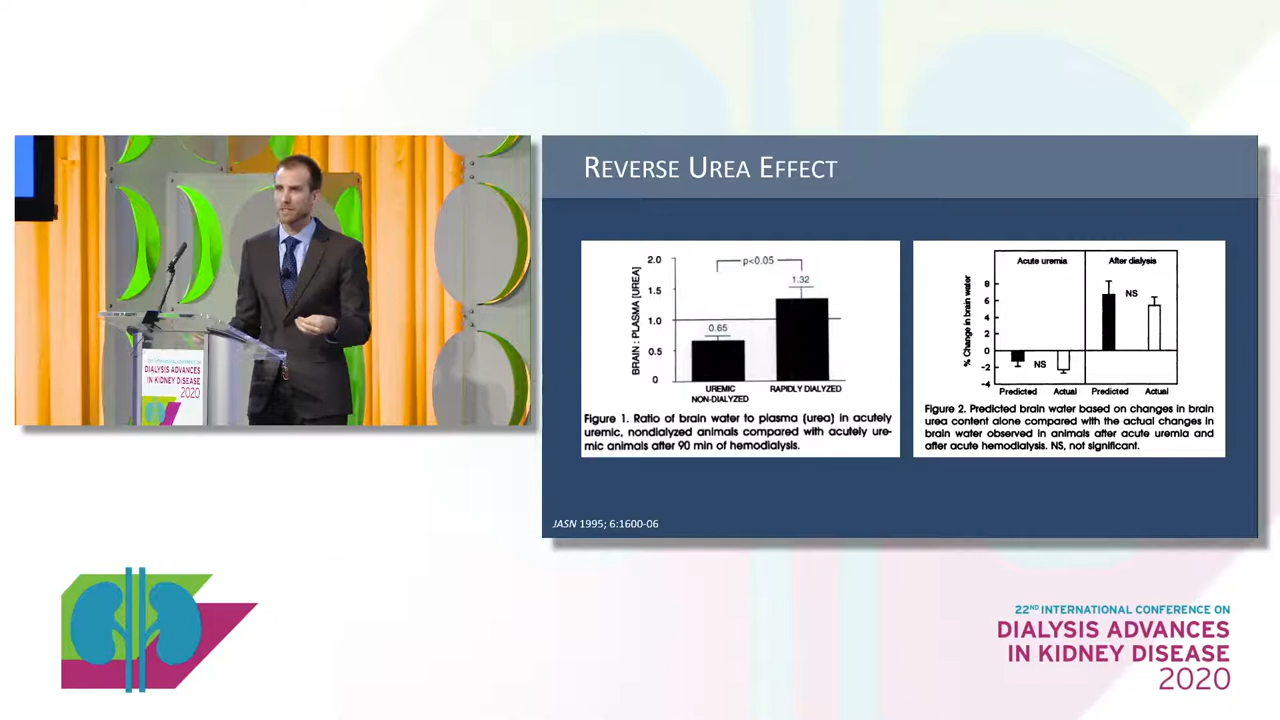 REVERSE UREA EFFECT
2.0
1.5
1.0
0.5
0
BRAIN : PLASMA [UREA]
p<0.05
1.32
0.65
UREMIC
NON-DIALYZED
RAPIDLY DIALYZED
Figure 1. Ratio of brain water to plasma (urea) in acutely
uremic, nondialyzed animals compared with acutely ure-
mic animals after 90 min of hemodialysis.
Acute uremia
After dialysis
% Change in brain water
8
6
4
2
0
-2
-4
NS
NS
Predicted
Actual
Predicted
Actual
Figure 2. Predicted brain water based on changes in brain
urea content alone compared with the actual changes in
brain water observed in animals after acute uremia and
after acute hemodialysis. NS, not significant.
JASN 1995; 6:1600-06
DIALYSIS ADVANCES
IN KIDNEY DISEASE
2020
22ND INTERNATIONAL CONFERENCE ON
DIALYSIS ADVANCES
IN KIDNEY DISEASE
2020